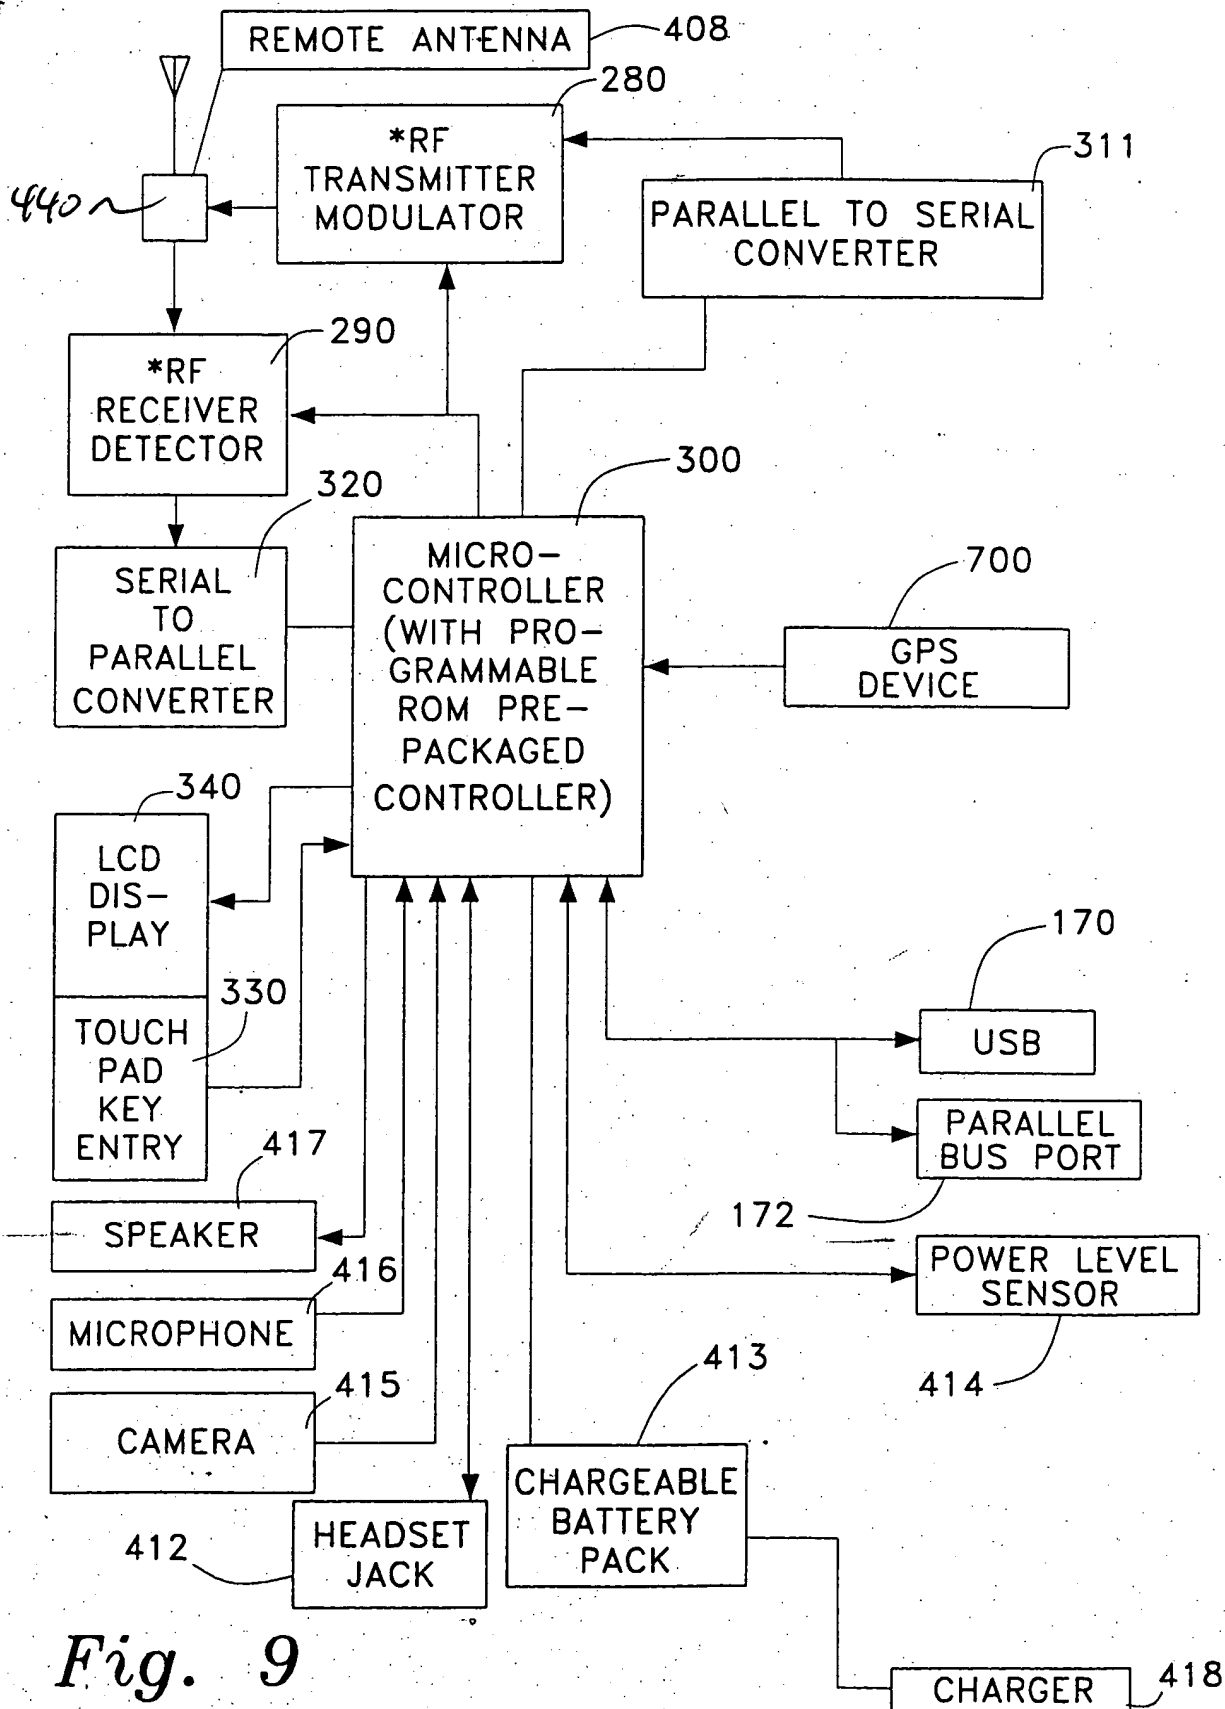 REMOTE ANTENNA
408
280
*RF
TRANSMITTER
MODULATOR
311
PARALLEL TO SERIAL
CONVERTER
440
290
*RF
RECEIVER
DETECTOR
300
320
SERIAL
TO
PARALLEL
CONVERTER
MICRO-
CONTROLLER
(WITH PRO-
GRAMMABLE
ROM PRE-
PACKAGED
CONTROLLER)
700
GPS
DEVICE
340
LCD
DIS-
PLAY
330
TOUCH
PAD
KEY
ENTRY
170
USB
PARALLEL
BUS PORT
172
417
SPEAKER
POWER LEVEL
SENSOR
414
416
MICROPHONE
415
CAMERA
413
CHARGEABLE
BATTERY
PACK
412
HEADSET
JACK
CHARGER
418
Fig. 9